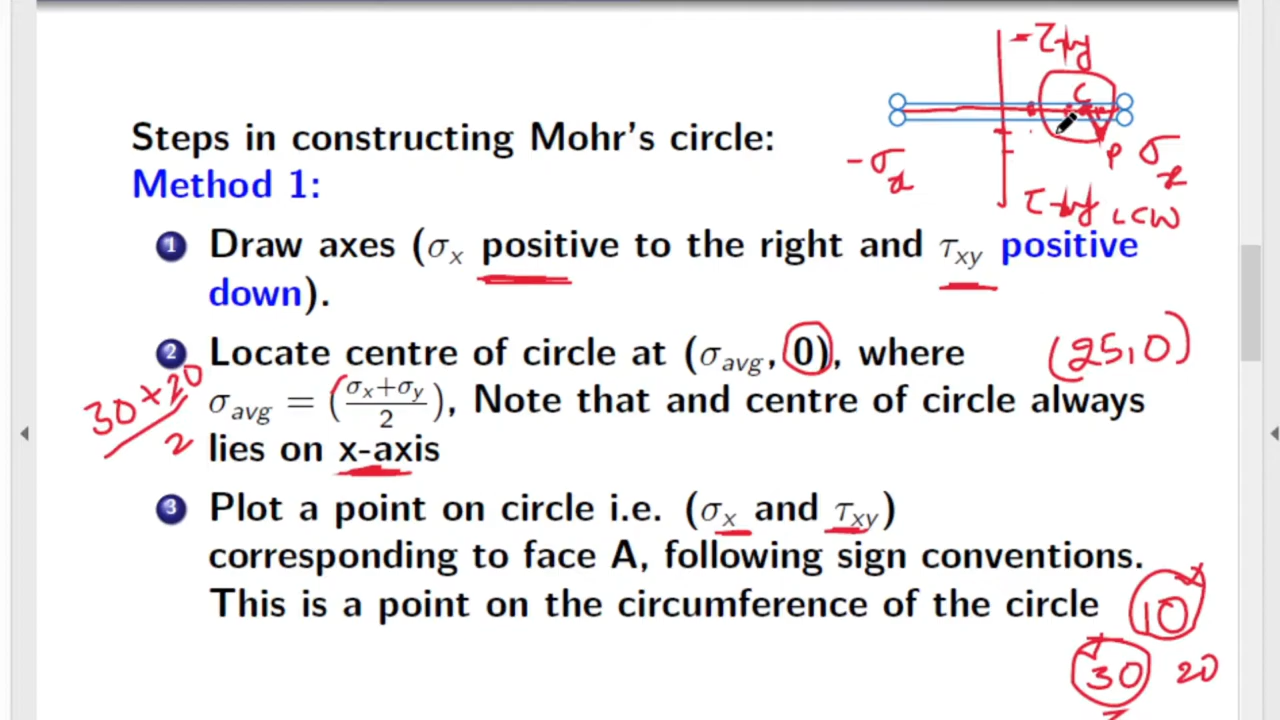 -τxy
C
P
-σx
σx
τxy
Steps in constructing Mohr's circle:
Method 1:
1 Draw axes (σx positive to the right and τxy positive
down).
2 Locate centre of circle at (σavg, 0), where
(25,0)
30+20
2
σavg = (σx+σy/2), Note that and centre of circle always
lies on x-axis
3 Plot a point on circle i.e. (σx and τxy)
corresponding to face A, following sign conventions.
This is a point on the circumference of the circle
10
30 20